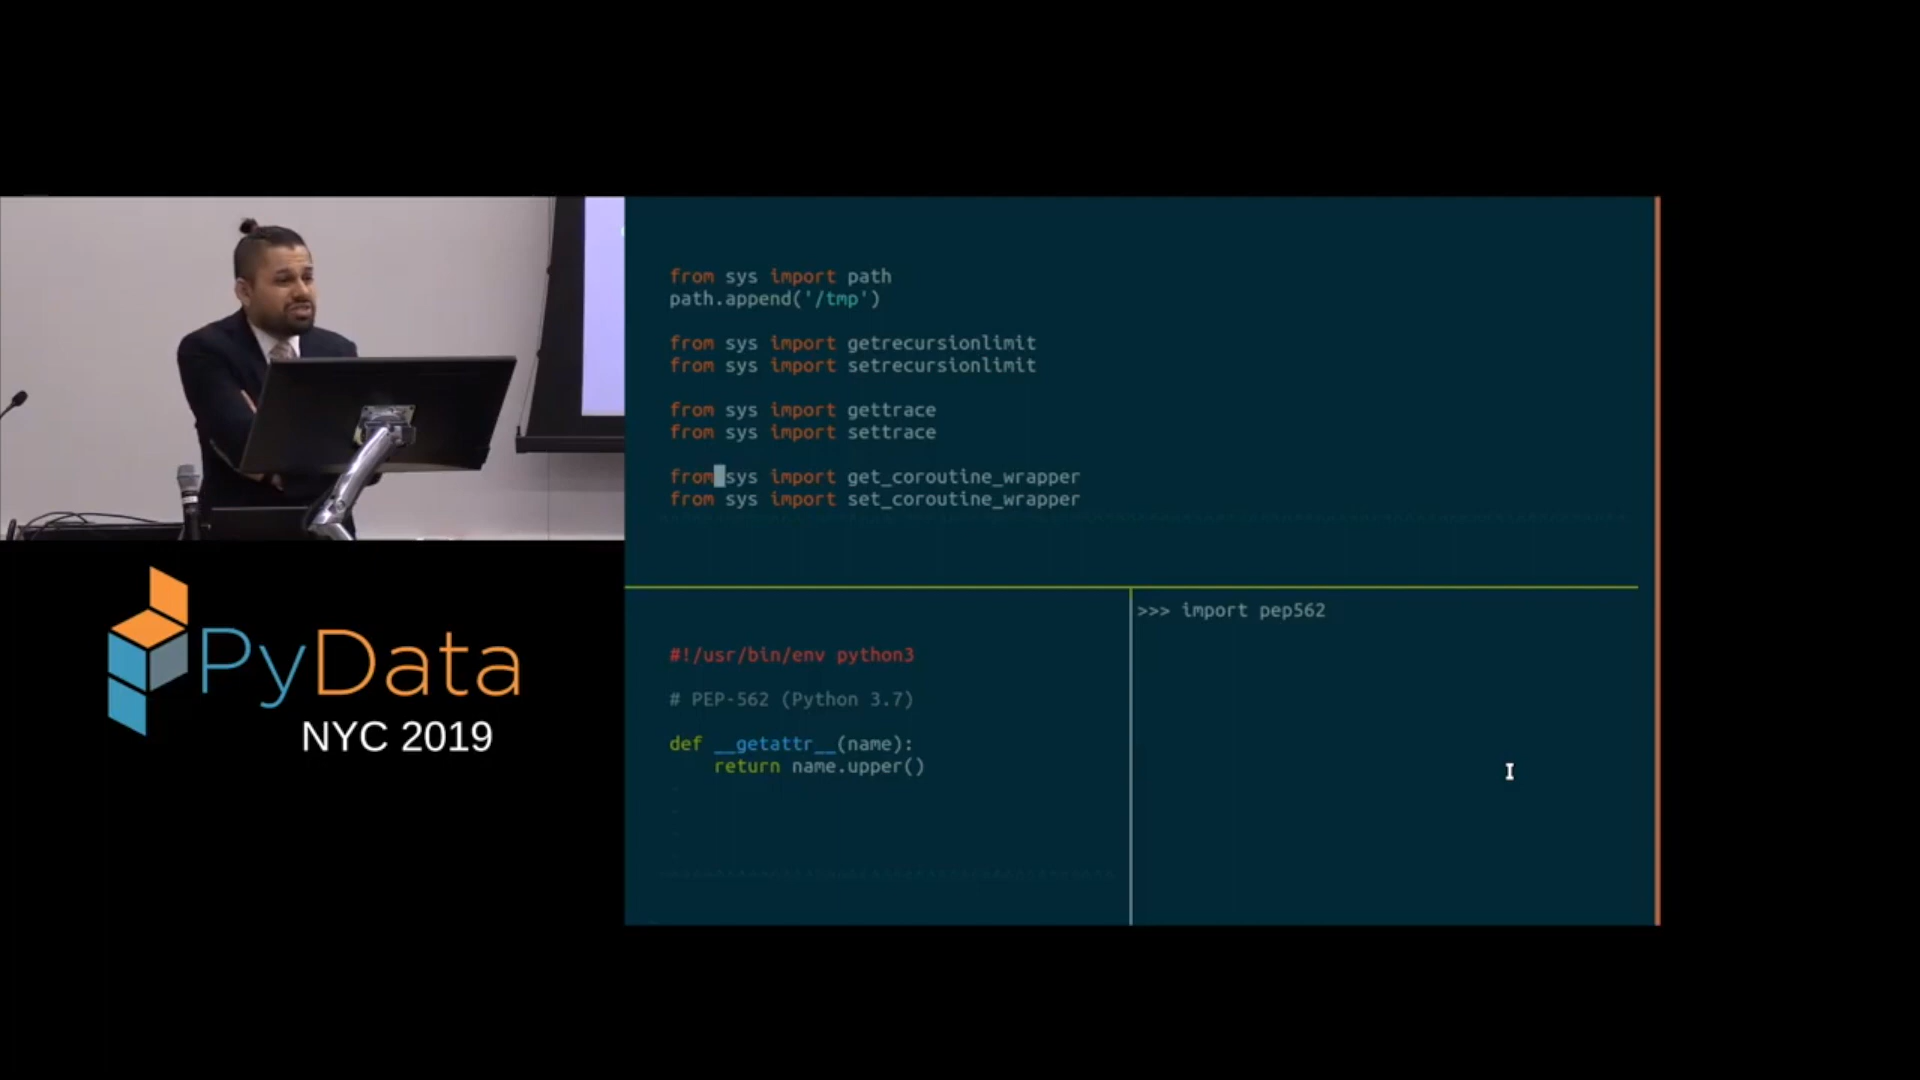 from sys import path
path.append('/tmp')
from sys import import getrecursionlimit
from sys import setrecursionlimit
from sys import gettrace
from sys import settrace
from sys import get_coroutine_wrapper
from sys import set_coroutine_wrapper
>>> import pep562
#!/usr/bin/env python3
# PEP-562 (Python 3.7)
def __getattr__(name):
return name.upper()
PyData
NYC 2019